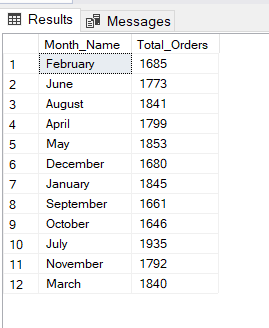 Results Messages
Month_Name Total_Orders
1 February 1685
2 June 1773
3 August 1841
4 April 1799
5 May 1853
6 December 1680
7 January 1845
8 September 1661
9 October 1646
10 July 1935
11 November 1792
12 March 1840